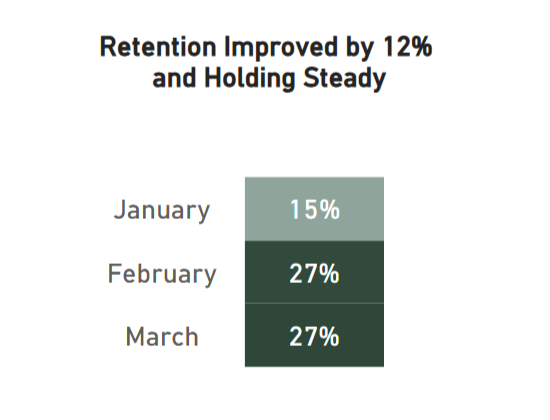 Retention Improved by 12%
and Holding Steady
January 15%
February 27%
March 27%